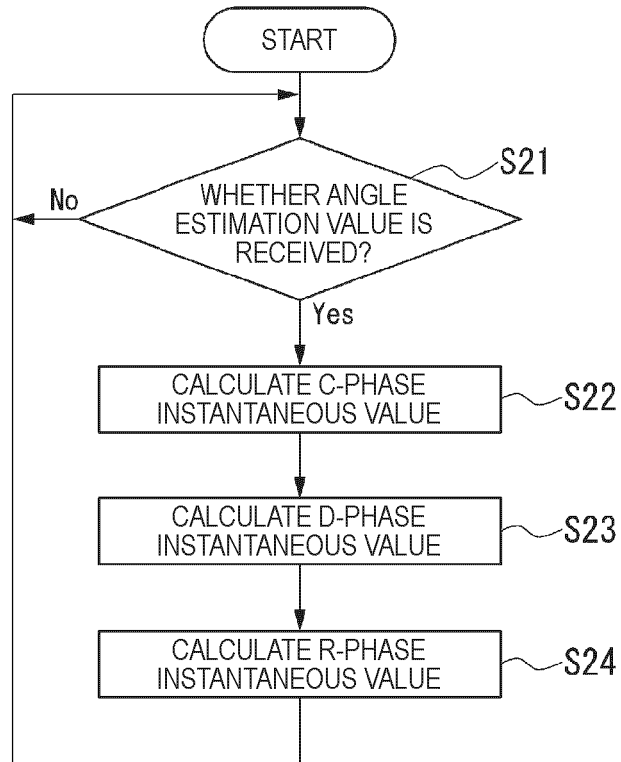 START
S21
No
WHETHER ANGLE
ESTIMATION VALUE IS
RECEIVED?
Yes
CALCULATE C-PHASE
INSTANTANEOUS VALUE
S22
CALCULATE D-PHASE
INSTANTANEOUS VALUE
S23
CALCULATE R-PHASE
INSTANTANEOUS VALUE
S24